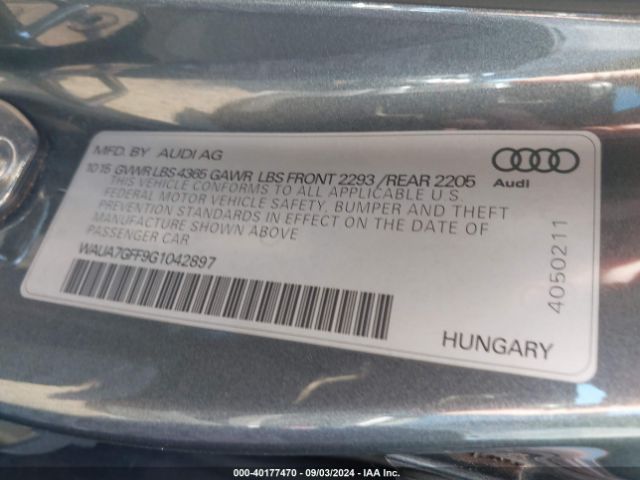 MFD. BY AUDI AG
10 15 GVWR LBS 4365 GAWR LBS FRONT 2293 /REAR 2205
THIS VEHICLE CONFORMS TO ALL APPLICABLE U.S.
FEDERAL MOTOR VEHICLE SAFETY, BUMPER AND THEFT
PREVENTION STANDARDS IN EFFECT ON THE DATE OF
MANUFACTURE SHOWN ABOVE
PASSENGER CAR
WAUA7GFF9G1042897
Audi
4050211
HUNGARY
000-40177470 - 09/03/2024 - IAA Inc.